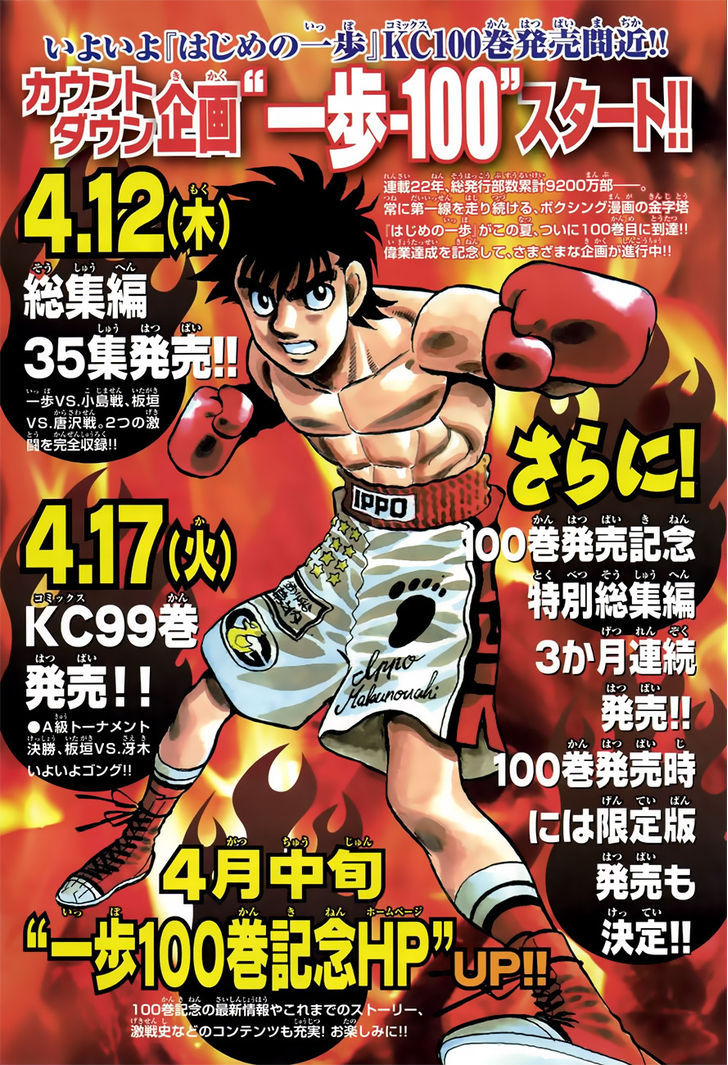 いよいよ『はじめの一歩』KC100巻発売間近!!
カウントダウン企画“一歩-100”スタート!!
連載22年、総発行部数累計9200万部――。
常に第一線を走り続ける、ボクシング漫画の金字塔
『はじめの一歩』がこの夏、ついに100巻目に到達!!
偉業達成を記念して、さまざまな企画が進行中!!
4.12(木)
総集編
35集発売!!
一歩VS.小島戦、板垣
VS.唐沢戦。2つの激
闘を完全収録!!
4.17(火)
KC99巻
発売!!
●A級トーナメント
決勝、板垣VS.冴木
いよいよゴング!!
さらに!
100巻発売記念
特別総集編
3か月連続
発売!!
100巻発売時
には限定版
発売も
決定!!
IPPO
Ippo
Makunouchi
4月中旬
“一歩100巻記念HP”UP!!
100巻記念の最新情報やこれまでのストーリー、
激戦史などのコンテンツも充実! お楽しみに!!